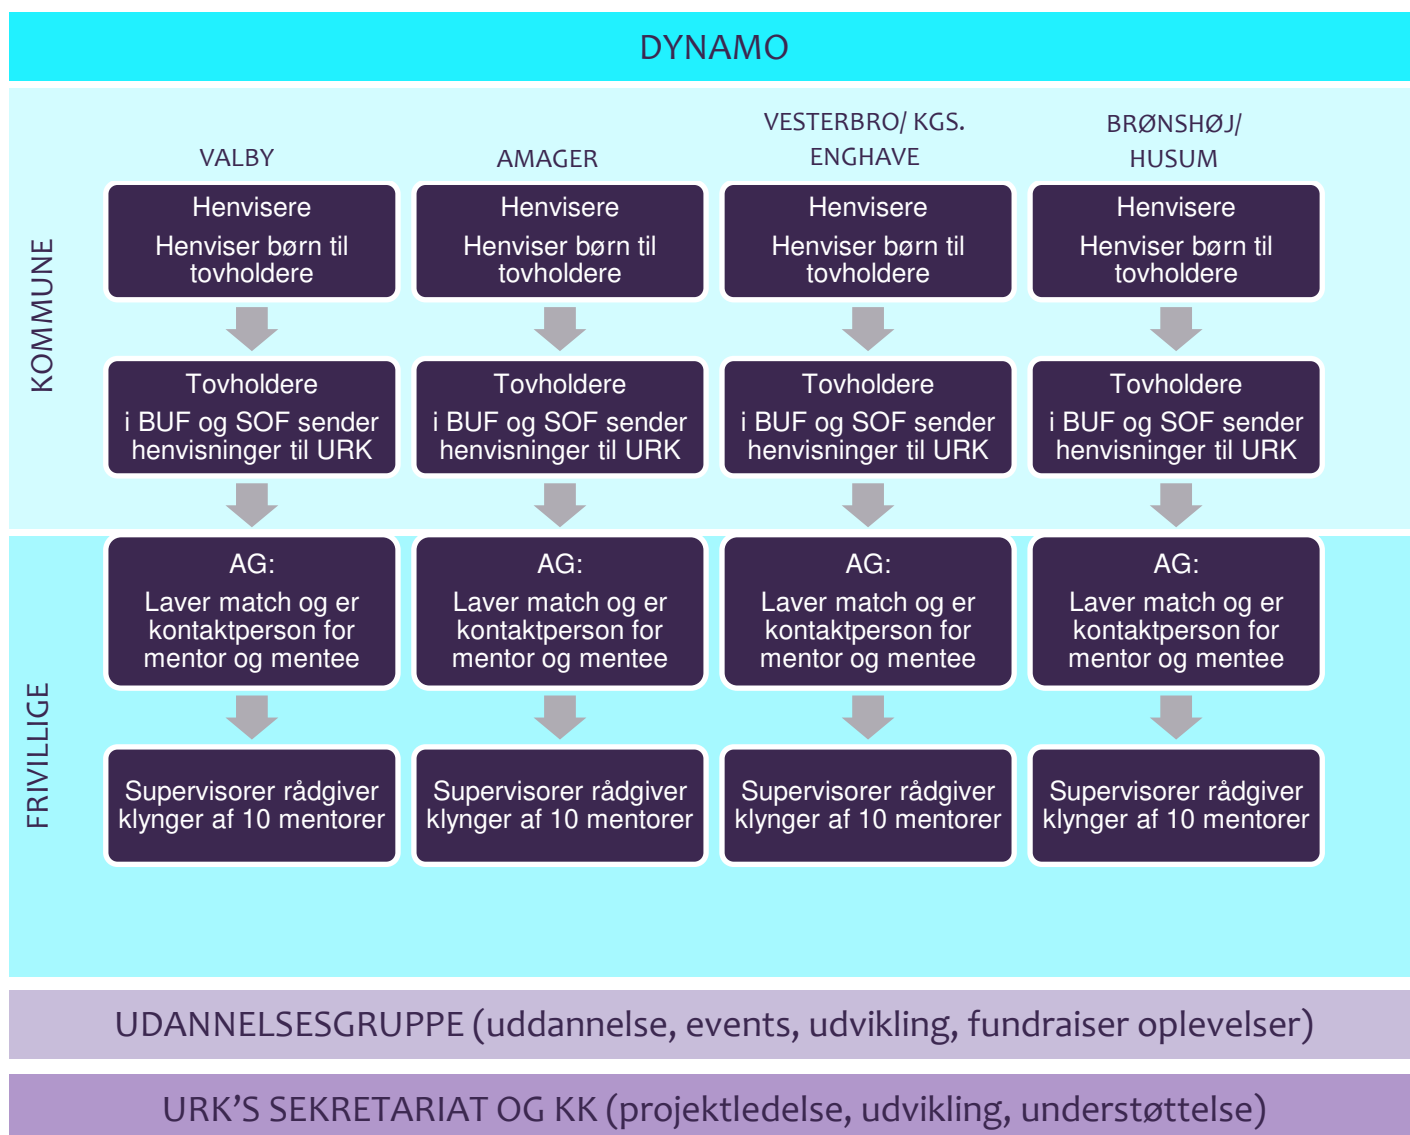 DYNAMO
KOMMUNE
VALBY
AMAGER
VESTERBRO/ KGS.
ENGHAVE
BRØNSHØJ/
HUSUM
Henvisere
Henviser børn til
tovholdere
Henvisere
Henviser børn til
tovholdere
Henvisere
Henviser børn til
tovholdere
Henvisere
Henviser børn til
tovholdere
Tovholdere
i BUF og SOF sender
henvisninger til URK
Tovholdere
i BUF og SOF sender
henvisninger til URK
Tovholdere
i BUF og SOF sender
henvisninger til URK
Tovholdere
i BUF og SOF sender
henvisninger til URK
FRIVILLIGE
AG:
Laver match og er
kontaktperson for
mentor og mentee
AG:
Laver match og er
kontaktperson for
mentor og mentee
AG:
Laver match og er
kontaktperson for
mentor og mentee
AG:
Laver match og er
kontaktperson for
mentor og mentee
Supervisorer rådgiver
klynger af 10 mentorer
Supervisorer rådgiver
klynger af 10 mentorer
Supervisorer rådgiver
klynger af 10 mentorer
Supervisorer rådgiver
klynger af 10 mentorer
UDANNELSESGRUPPE (uddannelse, events, udvikling, fundraiser oplevelser)
URK’S SEKRETARIAT OG KK (projektledelse, udvikling, understøttelse)